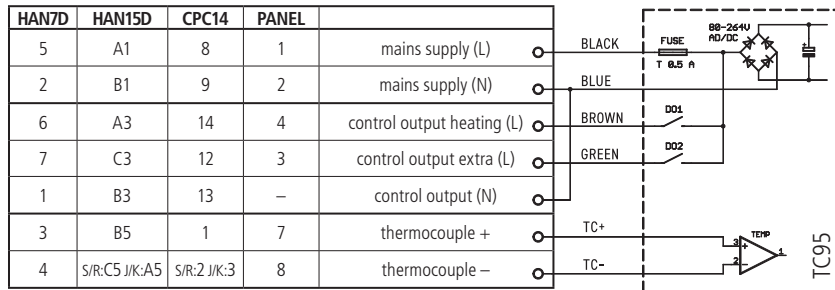 HAN7D HAN15D CPC14 PANEL
5 A1 8 1 mains supply (L) BLACK FUSE 80-264V
T 0.5 A AD/DC
2 B1 9 2 mains supply (N) BLUE
6 A3 14 4 control output heating (L) BROWN DO1
7 C3 12 3 control output extra (L) GREEN DO2
1 B3 13 – control output (N)
3 B5 1 7 thermocouple + TC+ 3 + TEMP 1
4 S/R:C5 J/K:A5 S/R:2 J/K:3 8 thermocouple – TC- 2 –
+
TC95